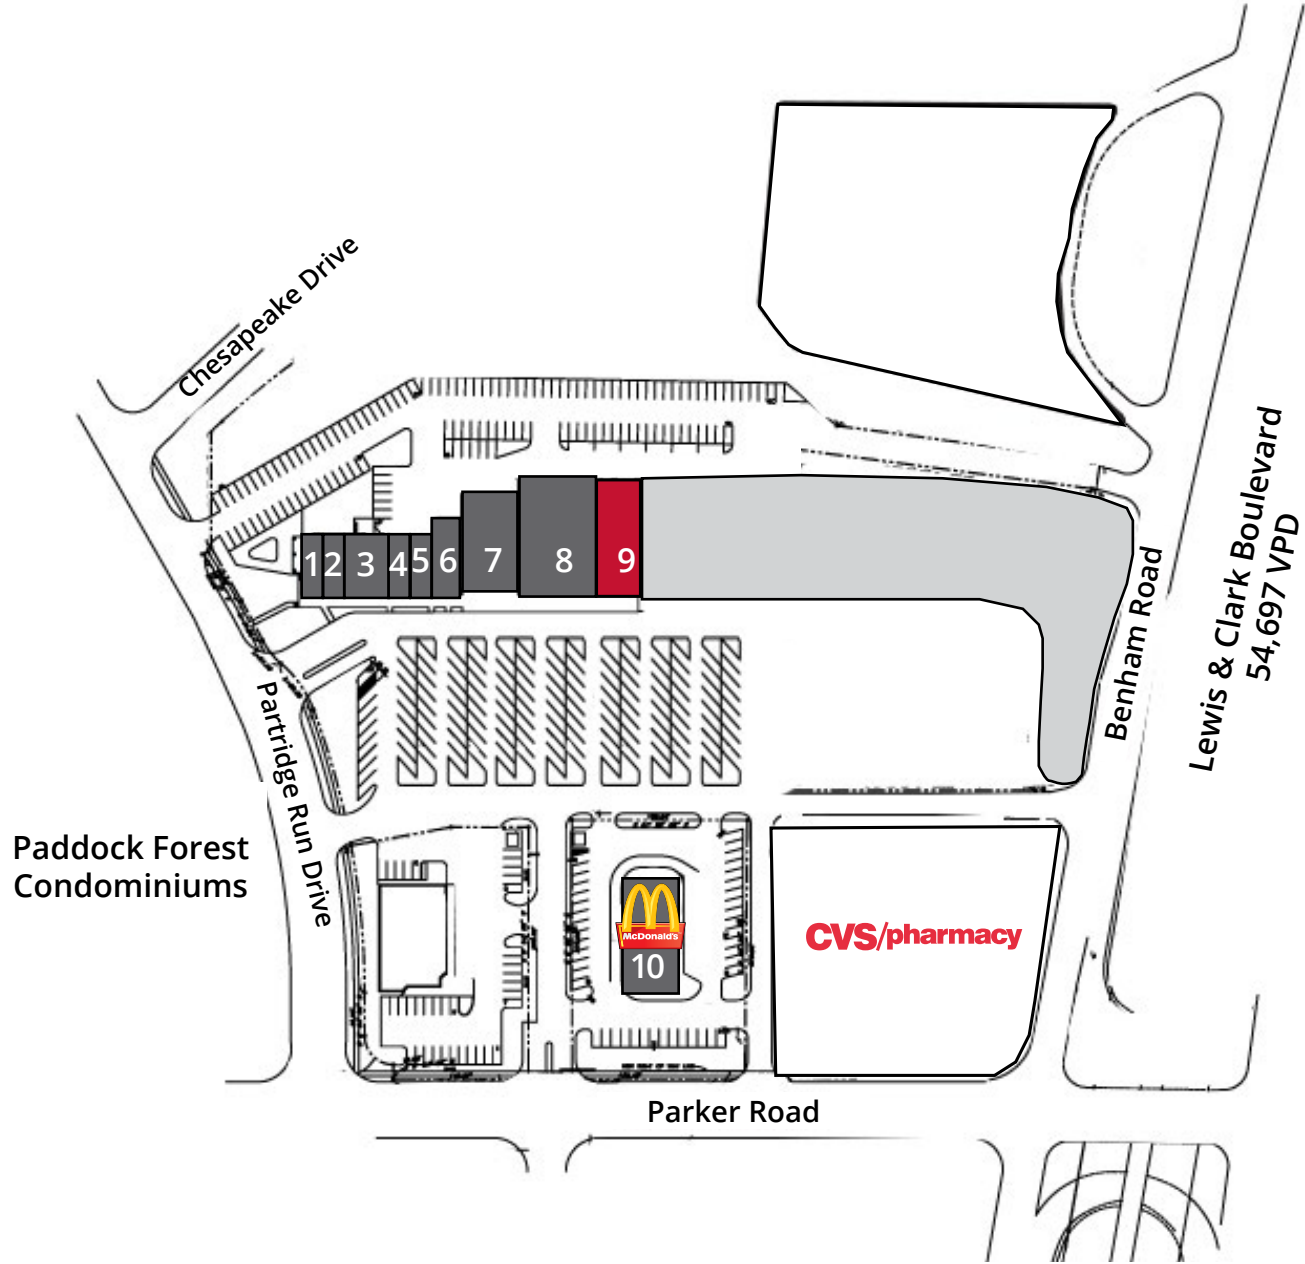 Chesapeake Drive
Lewis & Clark Boulevard
54,697 VPD
Benham Road
1
2
3
4
5
6
7
8
9
Partridge Run Drive
Paddock Forest
Condominiums
McDonald's
10
CVS/pharmacy
Parker Road